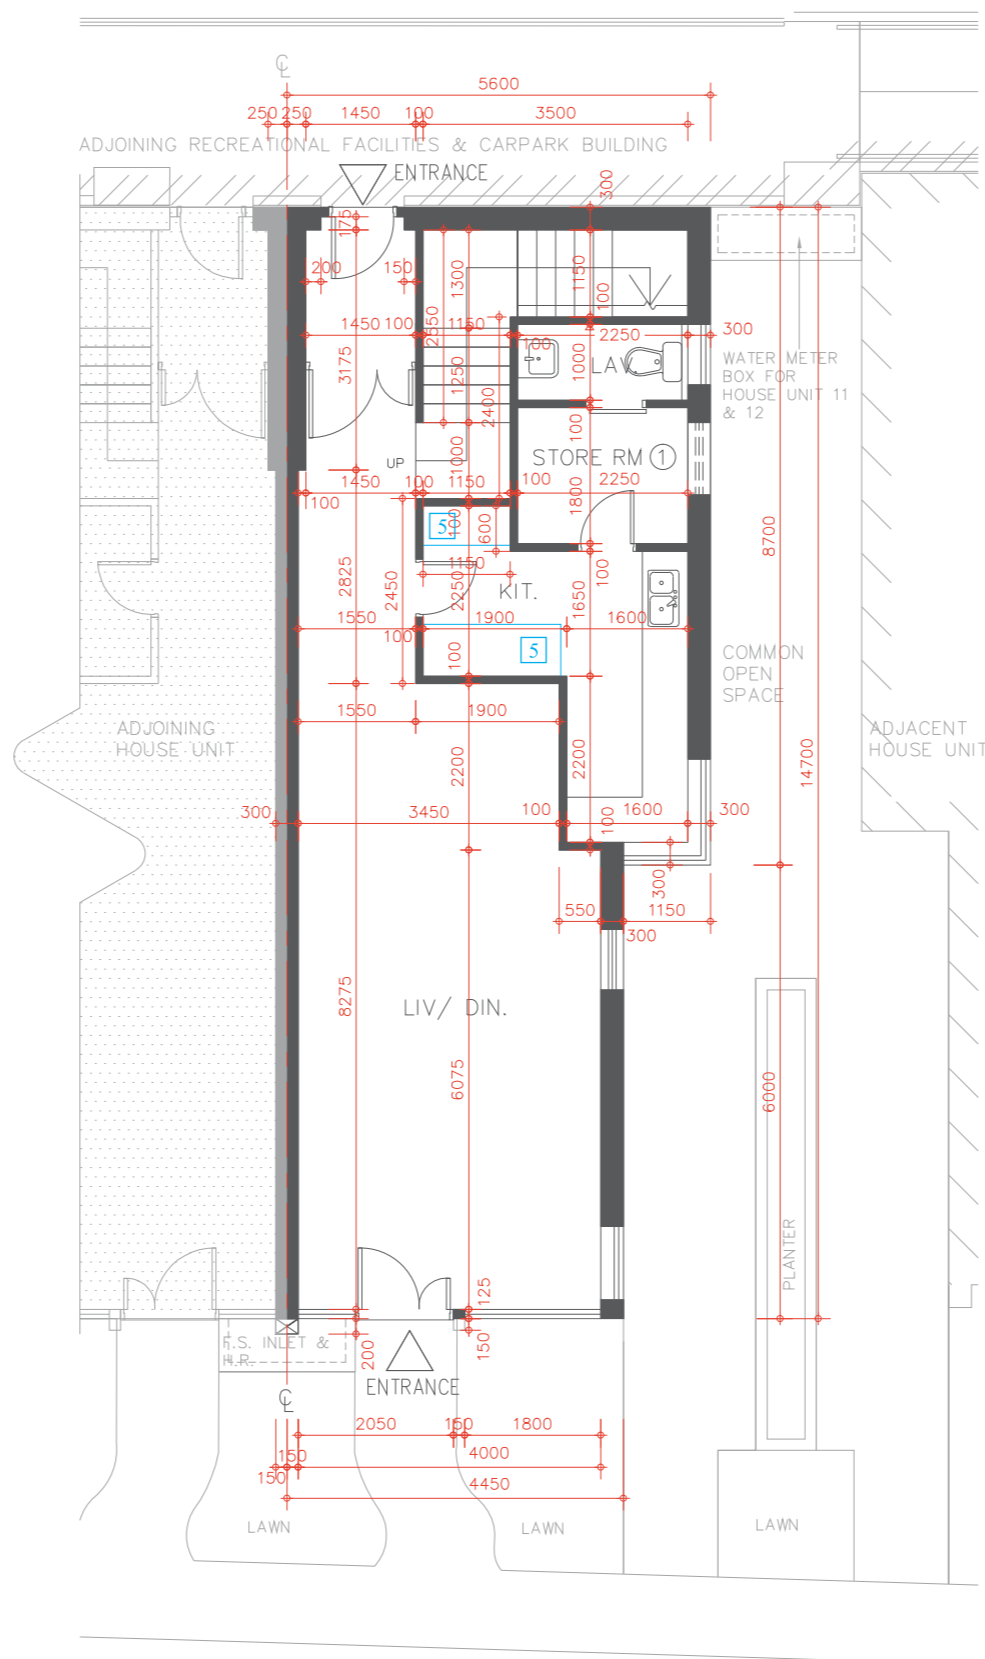 ℄
5600
250 250 1450 100 3500
ADJOINING RECREATIONAL FACILITIES & CARPARK BUILDING
ENTRANCE
300
175
200 150
1300
1150
2550
100
1450 100 1150 100 2250 300
3175
1250
1000
LAV.
WATER METER
BOX FOR
HOUSE UNIT 11
& 12
2400
100
UP
1000
STORE RM 1
1450 100 1150 100 2250
100
1800
8700
5
100
600
2825
2450
1150
2250
KIT.
100
1650
1550 1900 1600
100
5
100
COMMON
OPEN
SPACE
1550 1900
ADJOINING
HOUSE UNIT
ADJACENT
HOUSE UNIT
14700
2200
2200
300 3450 100 1600 300
100
300
550 1150
300
8275
LIV/ DIN.
6075
6000
PLANTER
125
F.S. INLET &
H.R.
200
150
ENTRANCE
℄
2050 150 1800
150 4000
150
4450
LAWN
LAWN
LAWN